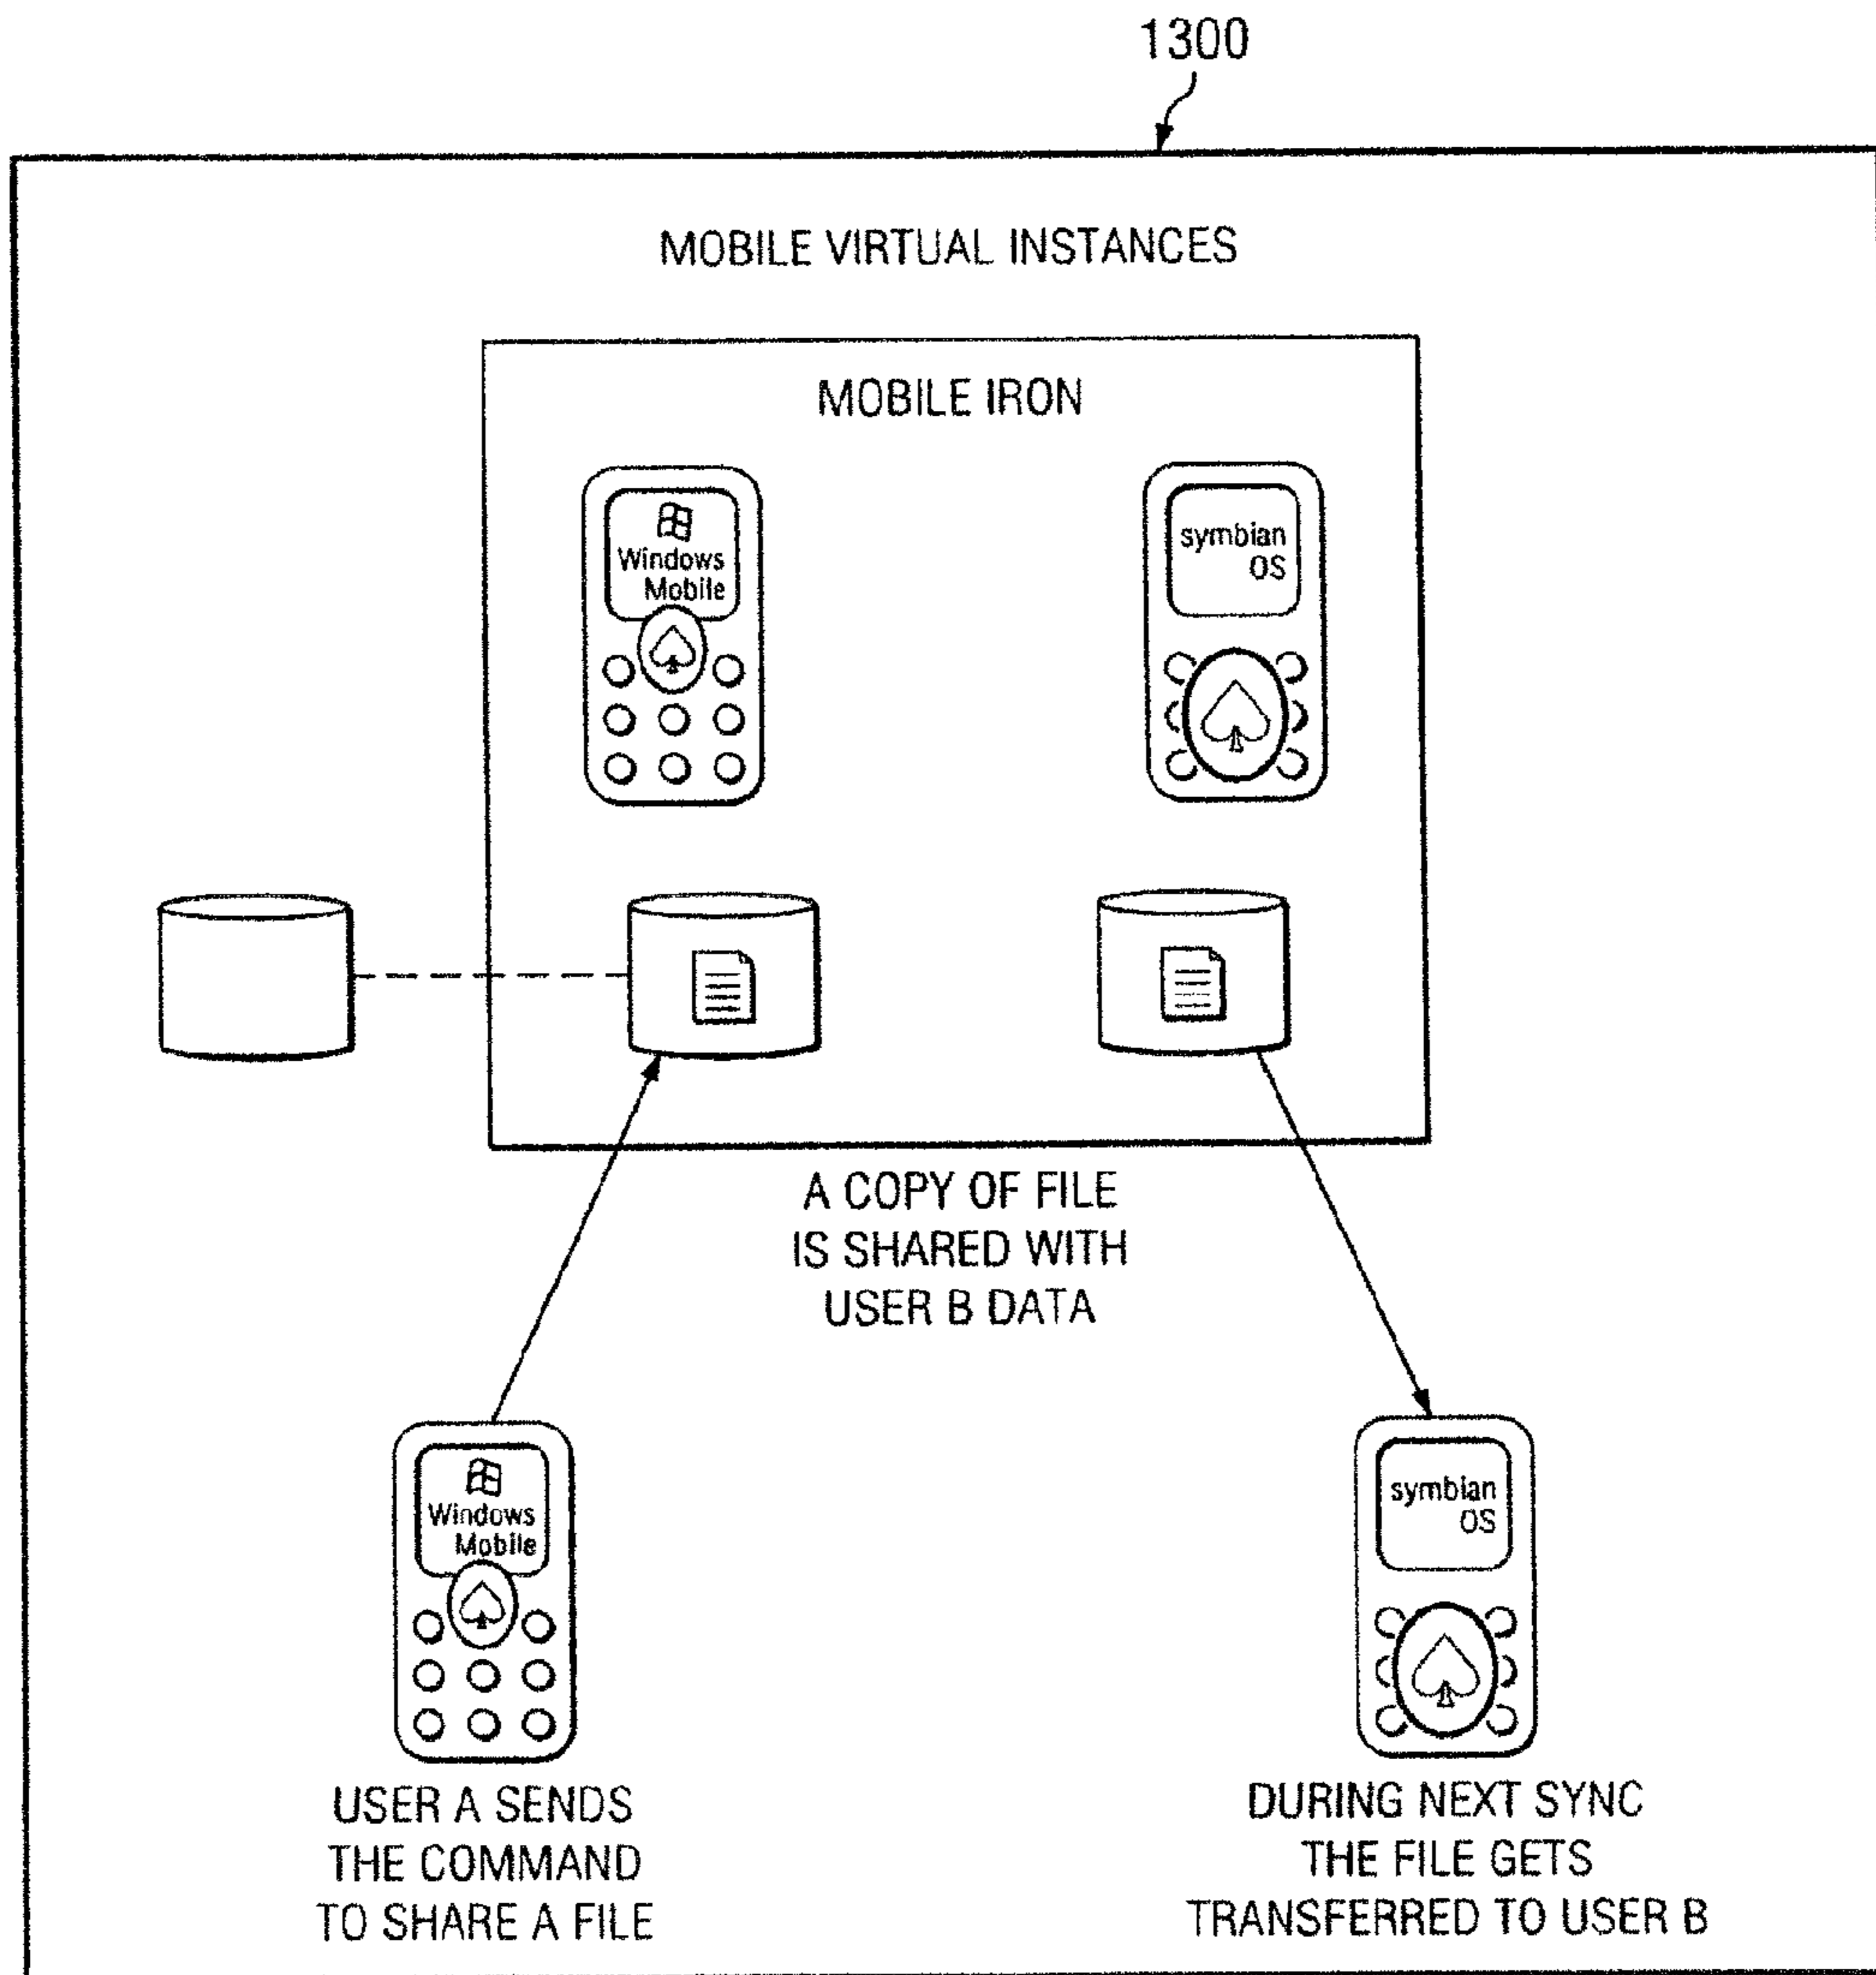 1300
MOBILE VIRTUAL INSTANCES
MOBILE IRON
Windows
Mobile
symbian
OS
A COPY OF FILE
IS SHARED WITH
USER B DATA
Windows
Mobile
symbian
OS
USER A SENDS
THE COMMAND
TO SHARE A FILE
DURING NEXT SYNC
THE FILE GETS
TRANSFERRED TO USER B